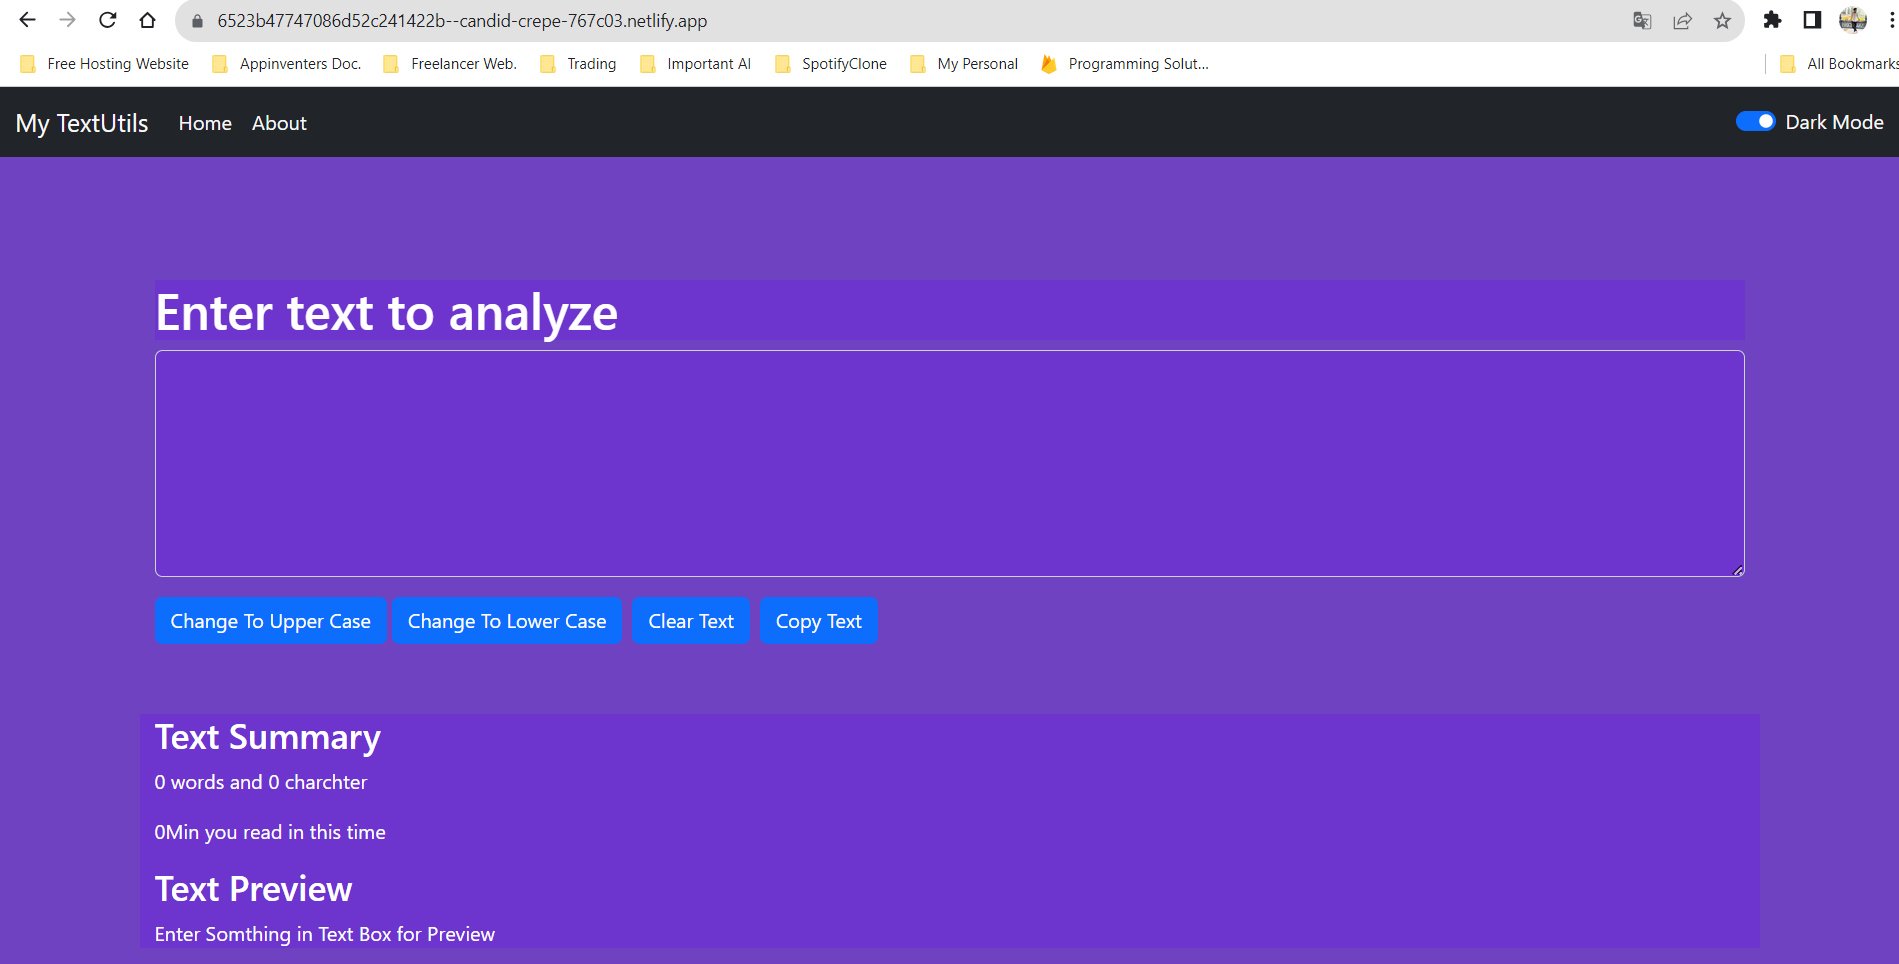 6523b47747086d52c241422b--candid-crepe-767c03.netlify.app
Free Hosting Website Appinventers Doc. Freelancer Web. Trading Important AI SpotifyClone My Personal Programming Solut... All Bookmarks
My TextUtils Home About Dark Mode
Enter text to analyze
Change To Upper Case Change To Lower Case Clear Text Copy Text
Text Summary
0 words and 0 charchter
0Min you read in this time
Text Preview
Enter Somthing in Text Box for Preview